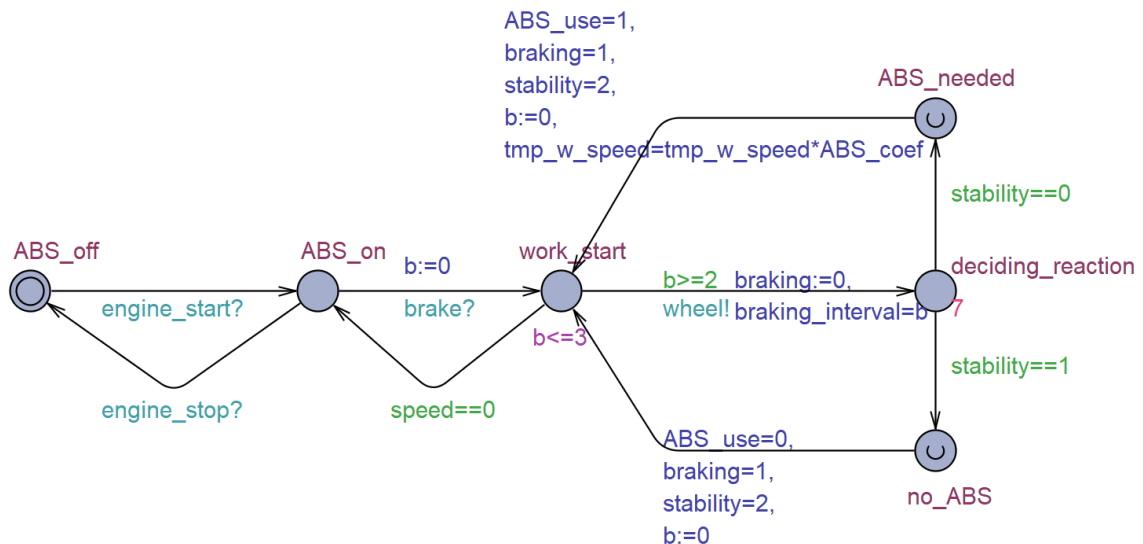 ABS_use=1,
braking=1,
stability=2,
b:=0,
tmp_w_speed=tmp_w_speed*ABS_coef
ABS_needed
stability==0
ABS_off
ABS_on
work_start
deciding_reaction
b:=0
b>=2
braking:=0,
engine_start?
brake?
wheel!
braking_interval=b
7
b<=3
stability==1
engine_stop?
speed==0
ABS_use=0,
braking=1,
stability=2,
b:=0
no_ABS